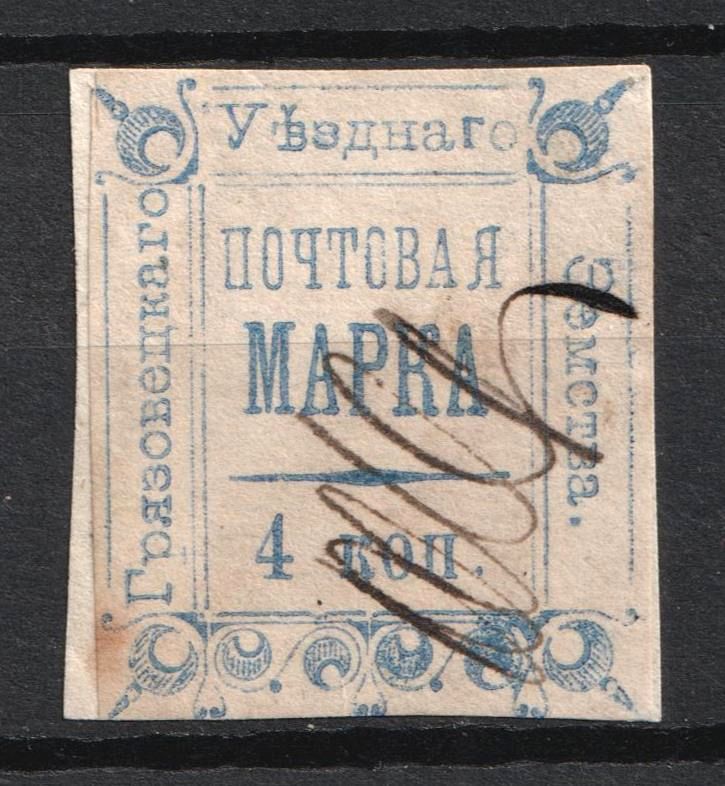 Грязовецкаго
Уѣзднаго
Земства.
ПОЧТОВАЯ
МАРКА
4 коп.